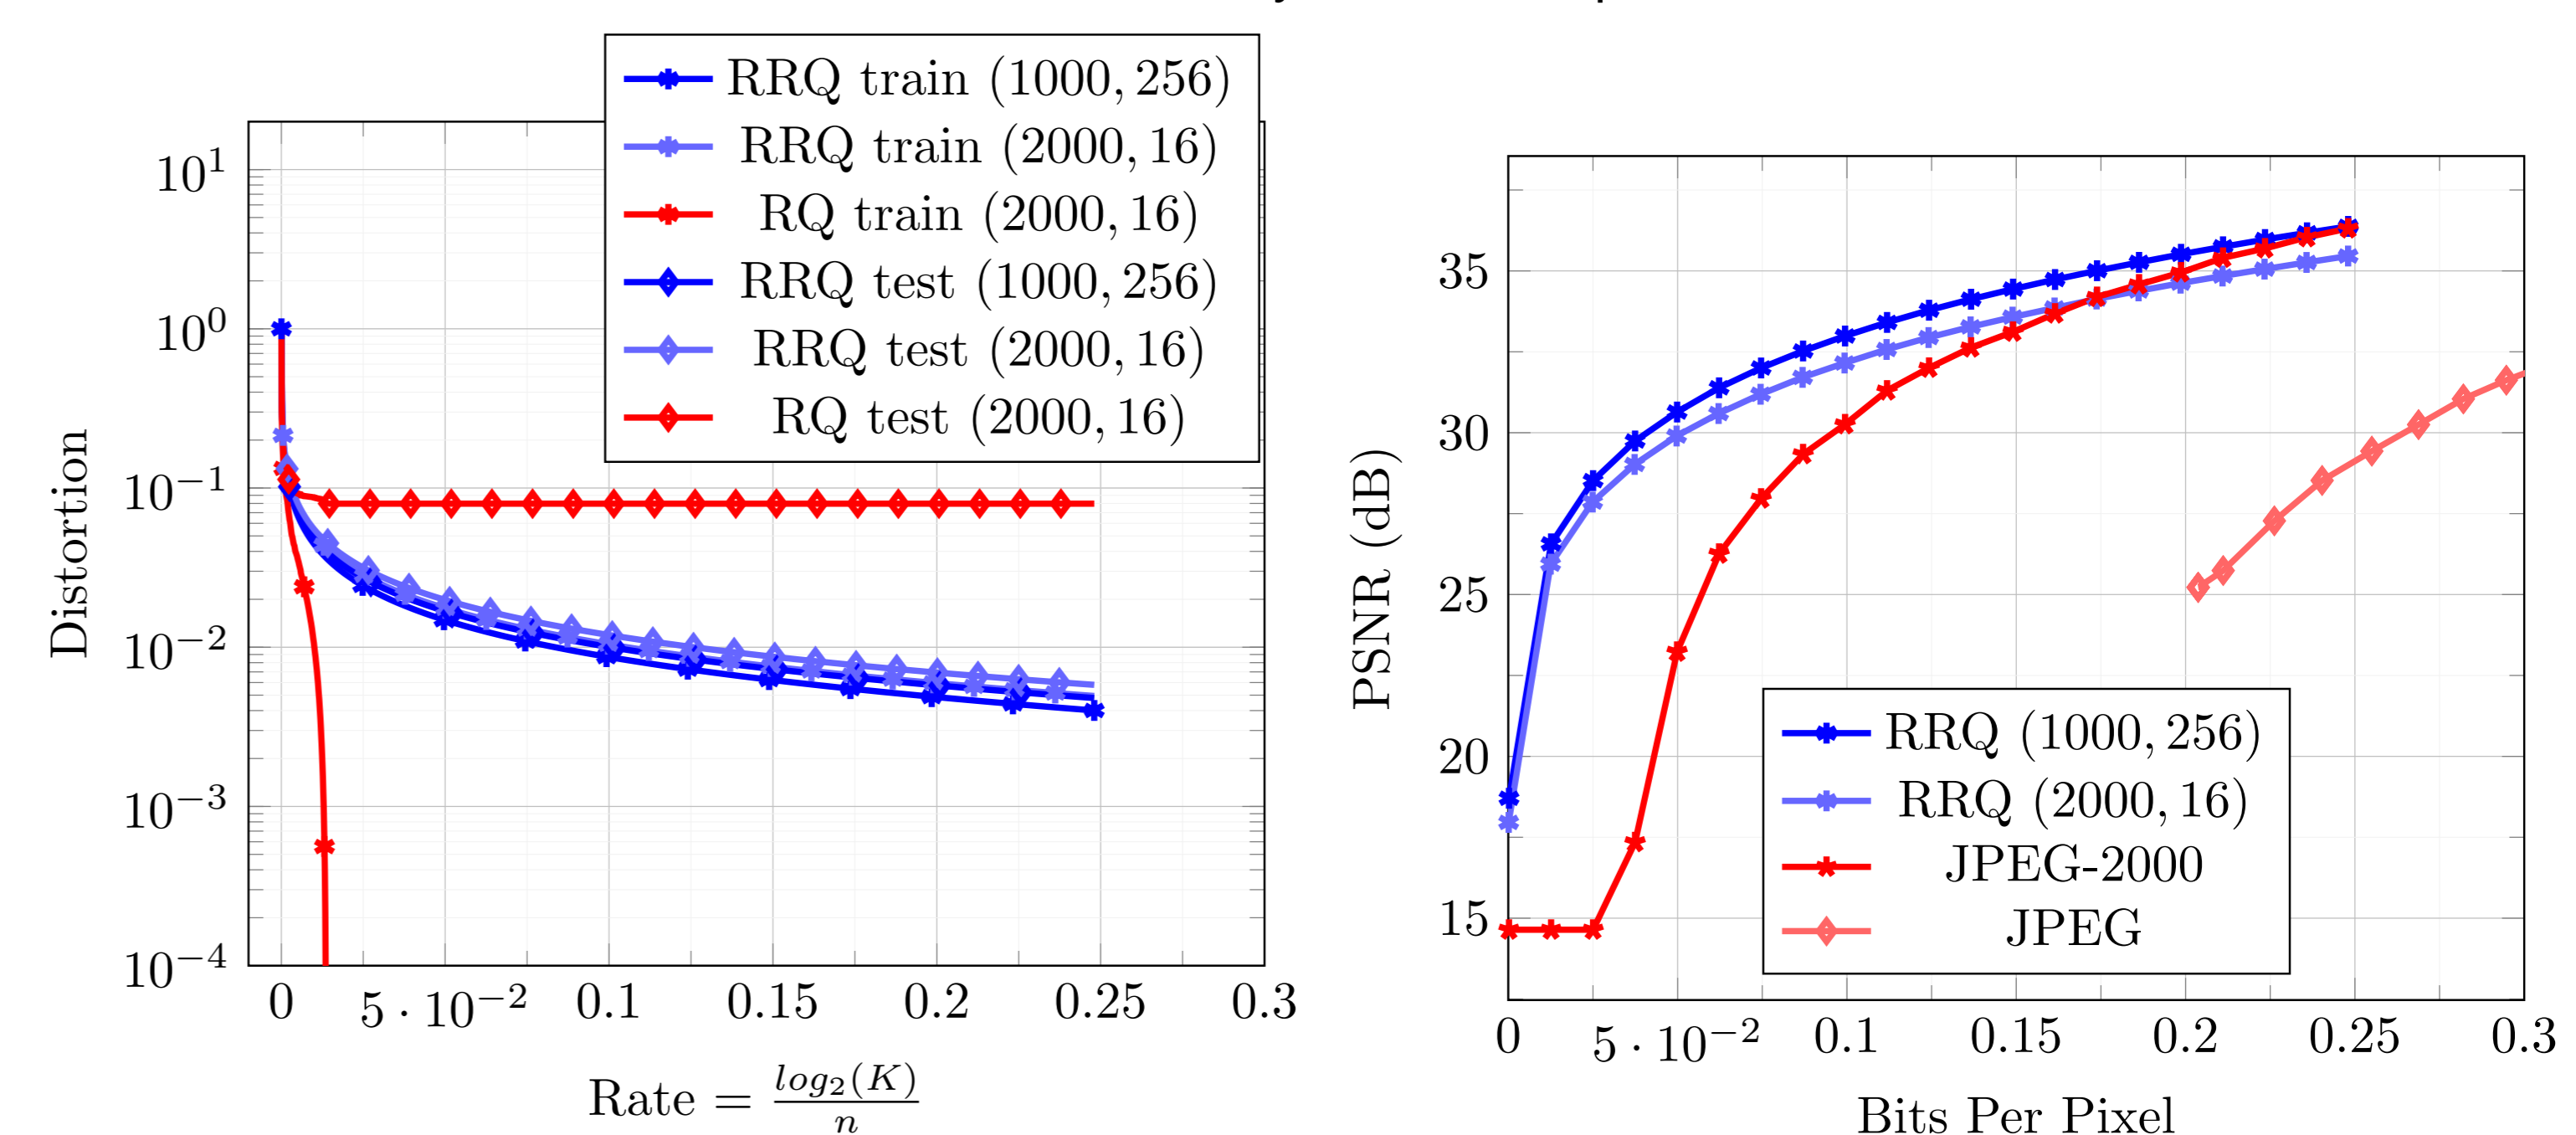 RRQ train (1000, 256)
RRQ train (2000, 16)
RQ train (2000, 16)
RRQ test (1000, 256)
RRQ test (2000, 16)
RQ test (2000, 16)
10^1
10^0
10^−1
10^−2
10^−3
10^−4
Distortion
0 5 · 10^−2 0.1 0.15 0.2 0.25 0.3
Rate = log_2(K)/n
35
30
25
20
15
PSNR (dB)
RRQ (1000, 256)
RRQ (2000, 16)
JPEG-2000
JPEG
0 5 · 10^−2 0.1 0.15 0.2 0.25 0.3
Bits Per Pixel